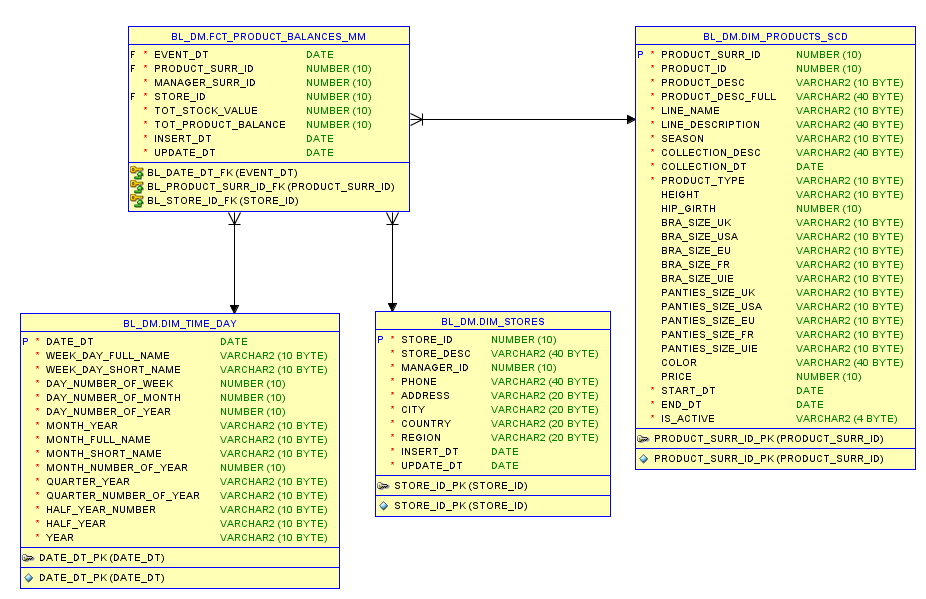 BL_DM.FCT_PRODUCT_BALANCES_MM
F * EVENT_DT DATE
F * PRODUCT_SURR_ID NUMBER (10)
* MANAGER_SURR_ID NUMBER (10)
F * STORE_ID NUMBER (10)
* TOT_STOCK_VALUE NUMBER (10)
* TOT_PRODUCT_BALANCE NUMBER (10)
* INSERT_DT DATE
* UPDATE_DT DATE
BL_DATE_DT_FK (EVENT_DT)
BL_PRODUCT_SURR_ID_FK (PRODUCT_SURR_ID)
BL_STORE_ID_FK (STORE_ID)
BL_DM.DIM_PRODUCTS_SCD
P * PRODUCT_SURR_ID NUMBER (10)
* PRODUCT_ID NUMBER (10)
* PRODUCT_DESC VARCHAR2 (10 BYTE)
* PRODUCT_DESC_FULL VARCHAR2 (40 BYTE)
* LINE_NAME VARCHAR2 (10 BYTE)
* LINE_DESCRIPTION VARCHAR2 (40 BYTE)
* SEASON VARCHAR2 (10 BYTE)
* COLLECTION_DESC VARCHAR2 (40 BYTE)
* COLLECTION_DT DATE
* PRODUCT_TYPE VARCHAR2 (10 BYTE)
HEIGHT VARCHAR2 (10 BYTE)
HIP_GIRTH NUMBER (10)
BRA_SIZE_UK VARCHAR2 (10 BYTE)
BRA_SIZE_USA VARCHAR2 (10 BYTE)
BRA_SIZE_EU VARCHAR2 (10 BYTE)
BRA_SIZE_FR VARCHAR2 (10 BYTE)
BRA_SIZE_UIE VARCHAR2 (10 BYTE)
PANTIES_SIZE_UK VARCHAR2 (10 BYTE)
PANTIES_SIZE_USA VARCHAR2 (10 BYTE)
PANTIES_SIZE_EU VARCHAR2 (10 BYTE)
PANTIES_SIZE_FR VARCHAR2 (10 BYTE)
PANTIES_SIZE_UIE VARCHAR2 (10 BYTE)
COLOR VARCHAR2 (40 BYTE)
PRICE NUMBER (10)
* START_DT DATE
* END_DT DATE
* IS_ACTIVE VARCHAR2 (4 BYTE)
PRODUCT_SURR_ID_PK (PRODUCT_SURR_ID)
PRODUCT_SURR_ID_PK (PRODUCT_SURR_ID)
BL_DM.DIM_TIME_DAY
P * DATE_DT DATE
* WEEK_DAY_FULL_NAME VARCHAR2 (10 BYTE)
* WEEK_DAY_SHORT_NAME VARCHAR2 (10 BYTE)
* DAY_NUMBER_OF_WEEK NUMBER (10)
* DAY_NUMBER_OF_MONTH NUMBER (10)
* DAY_NUMBER_OF_YEAR NUMBER (10)
* MONTH_YEAR VARCHAR2 (10 BYTE)
* MONTH_FULL_NAME VARCHAR2 (10 BYTE)
* MONTH_SHORT_NAME VARCHAR2 (10 BYTE)
* MONTH_NUMBER_OF_YEAR NUMBER (10)
* QUARTER_YEAR VARCHAR2 (10 BYTE)
* QUARTER_NUMBER_OF_YEAR VARCHAR2 (10 BYTE)
* HALF_YEAR_NUMBER VARCHAR2 (10 BYTE)
* HALF_YEAR VARCHAR2 (10 BYTE)
* YEAR VARCHAR2 (10 BYTE)
DATE_DT_PK (DATE_DT)
DATE_DT_PK (DATE_DT)
BL_DM.DIM_STORES
P * STORE_ID NUMBER (10)
* STORE_DESC VARCHAR2 (40 BYTE)
* MANAGER_ID NUMBER (10)
* PHONE VARCHAR2 (40 BYTE)
* ADDRESS VARCHAR2 (20 BYTE)
* CITY VARCHAR2 (20 BYTE)
* COUNTRY VARCHAR2 (20 BYTE)
* REGION VARCHAR2 (20 BYTE)
* INSERT_DT DATE
* UPDATE_DT DATE
STORE_ID_PK (STORE_ID)
STORE_ID_PK (STORE_ID)